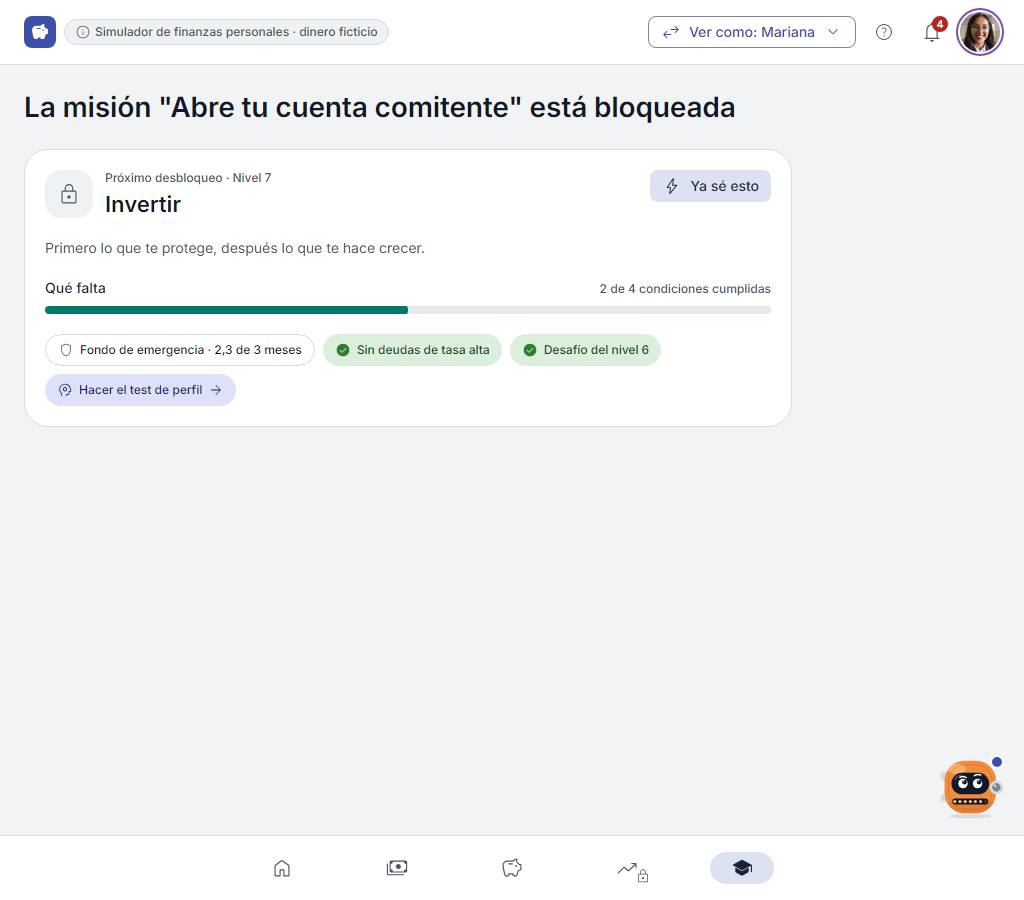 Simulador de finanzas personales · dinero ficticio
Ver como: Mariana
4
La misión "Abre tu cuenta comitente" está bloqueada
Próximo desbloqueo · Nivel 7
Invertir
Ya sé esto
Primero lo que te protege, después lo que te hace crecer.
Qué falta
2 de 4 condiciones cumplidas
Fondo de emergencia · 2,3 de 3 meses
Sin deudas de tasa alta
Desafío del nivel 6
Hacer el test de perfil